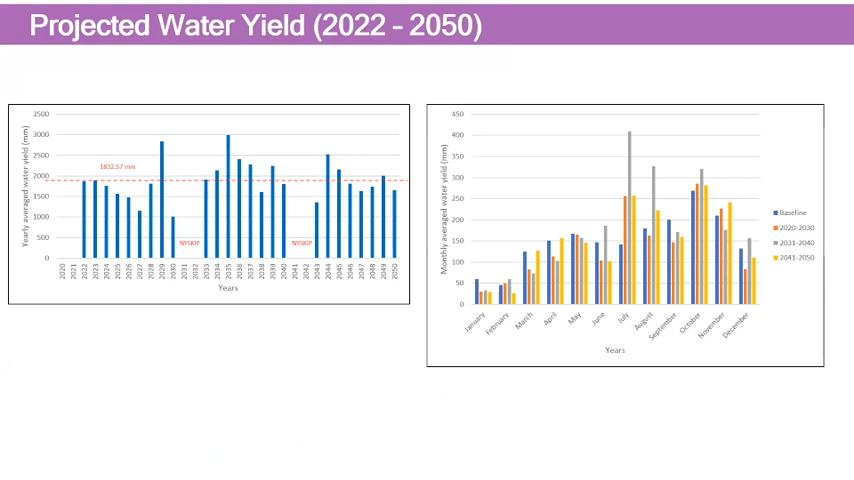 Projected Water Yield (2022 - 2050)
Yearly averaged water yield (mm)
3500
3000
2500
2000
1500
1000
500
0
1832.57 mm
NYSKIP
NYSKIP
2020
2021
2022
2023
2024
2025
2026
2027
2028
2029
2030
2031
2032
2033
2034
2035
2036
2037
2038
2039
2040
2041
2042
2043
2044
2045
2046
2047
2048
2049
2050
Years
Monthly averaged water yield (mm)
450
400
350
300
250
200
150
100
50
0
January
February
March
April
May
June
July
August
September
October
November
December
Years
Baseline
2020-2030
2031-2040
2041-2050